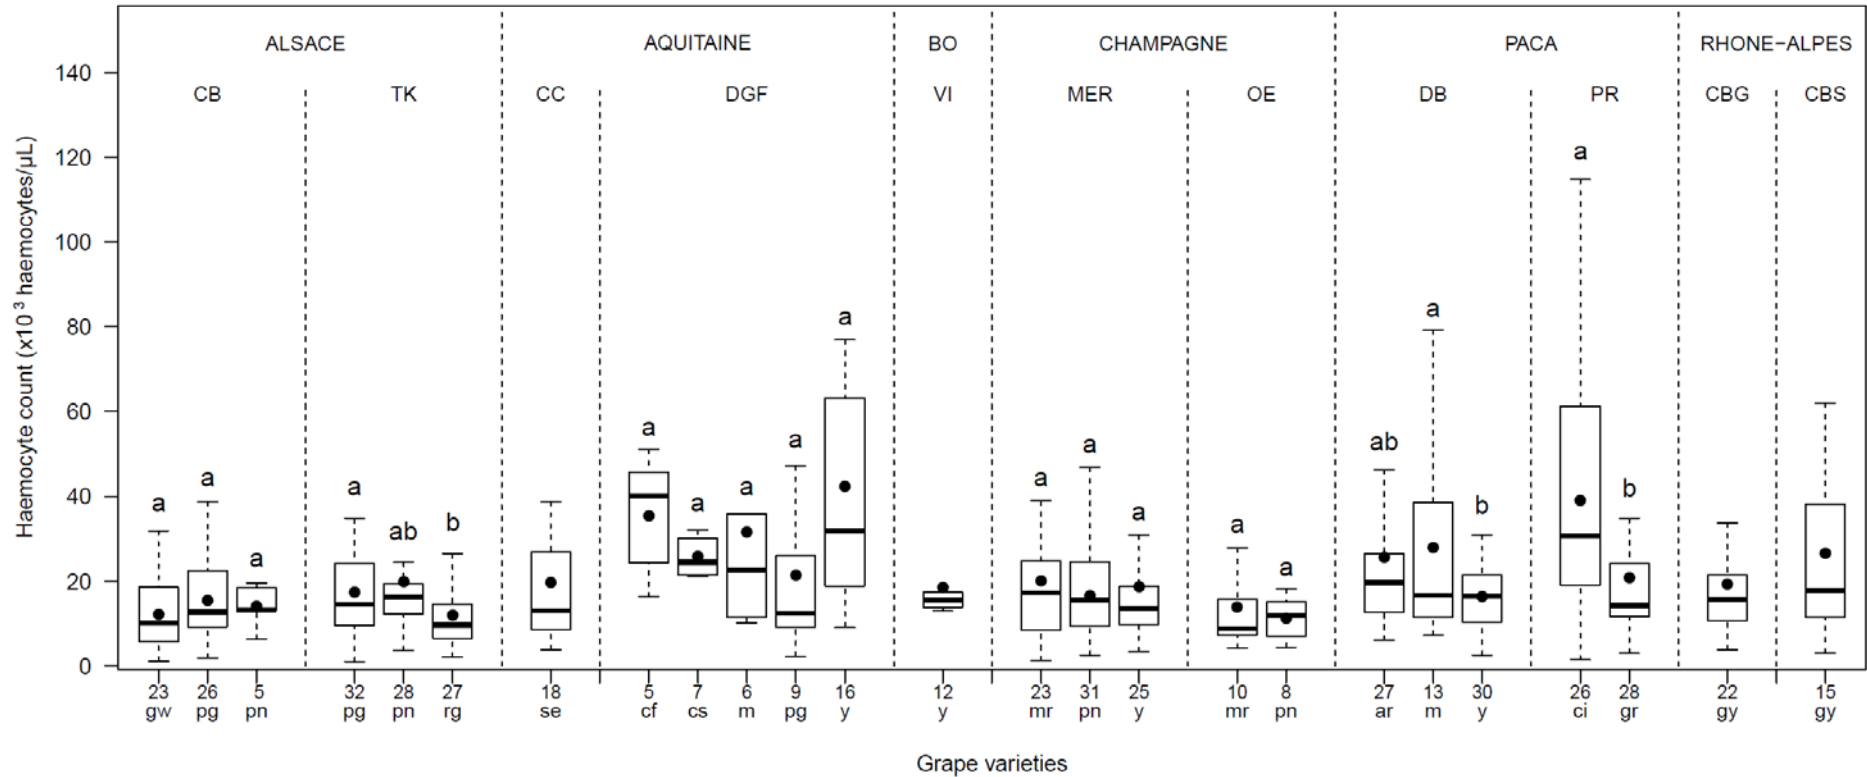 ALSACE AQUITAINE BO CHAMPAGNE PACA RHONE−ALPES
CB TK CC DGF VI MER OE DB PR CBG CBS
Haemocyte count (x10³ haemocytes/μL)
140
120
100
80
60
40
20
0
a a a a ab b a a a a a a a a a a ab a b a b
23 26 5 32 28 27 18 5 7 6 9 16 12 23 31 25 10 8 27 13 30 26 28 22 15
gw pg pn pg pn rg se cf cs m pg y y mr pn y mr pn ar m y ci gr gy gy
Grape varieties